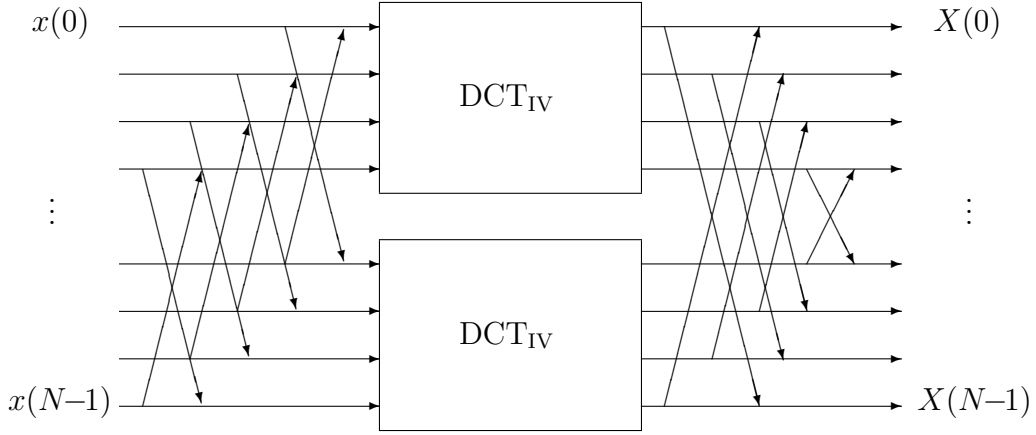 x(0) X(0)
DCT_IV
⋮ ⋮
DCT_IV
x(N−1) X(N−1)